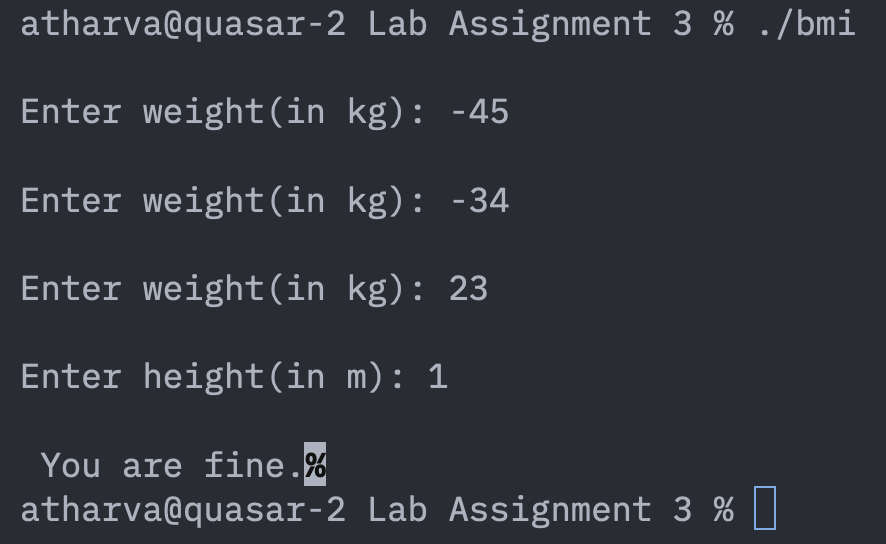 atharva@quasar-2 Lab Assignment 3 % ./bmi
Enter weight(in kg): -45
Enter weight(in kg): -34
Enter weight(in kg): 23
Enter height(in m): 1
You are fine.%
atharva@quasar-2 Lab Assignment 3 %